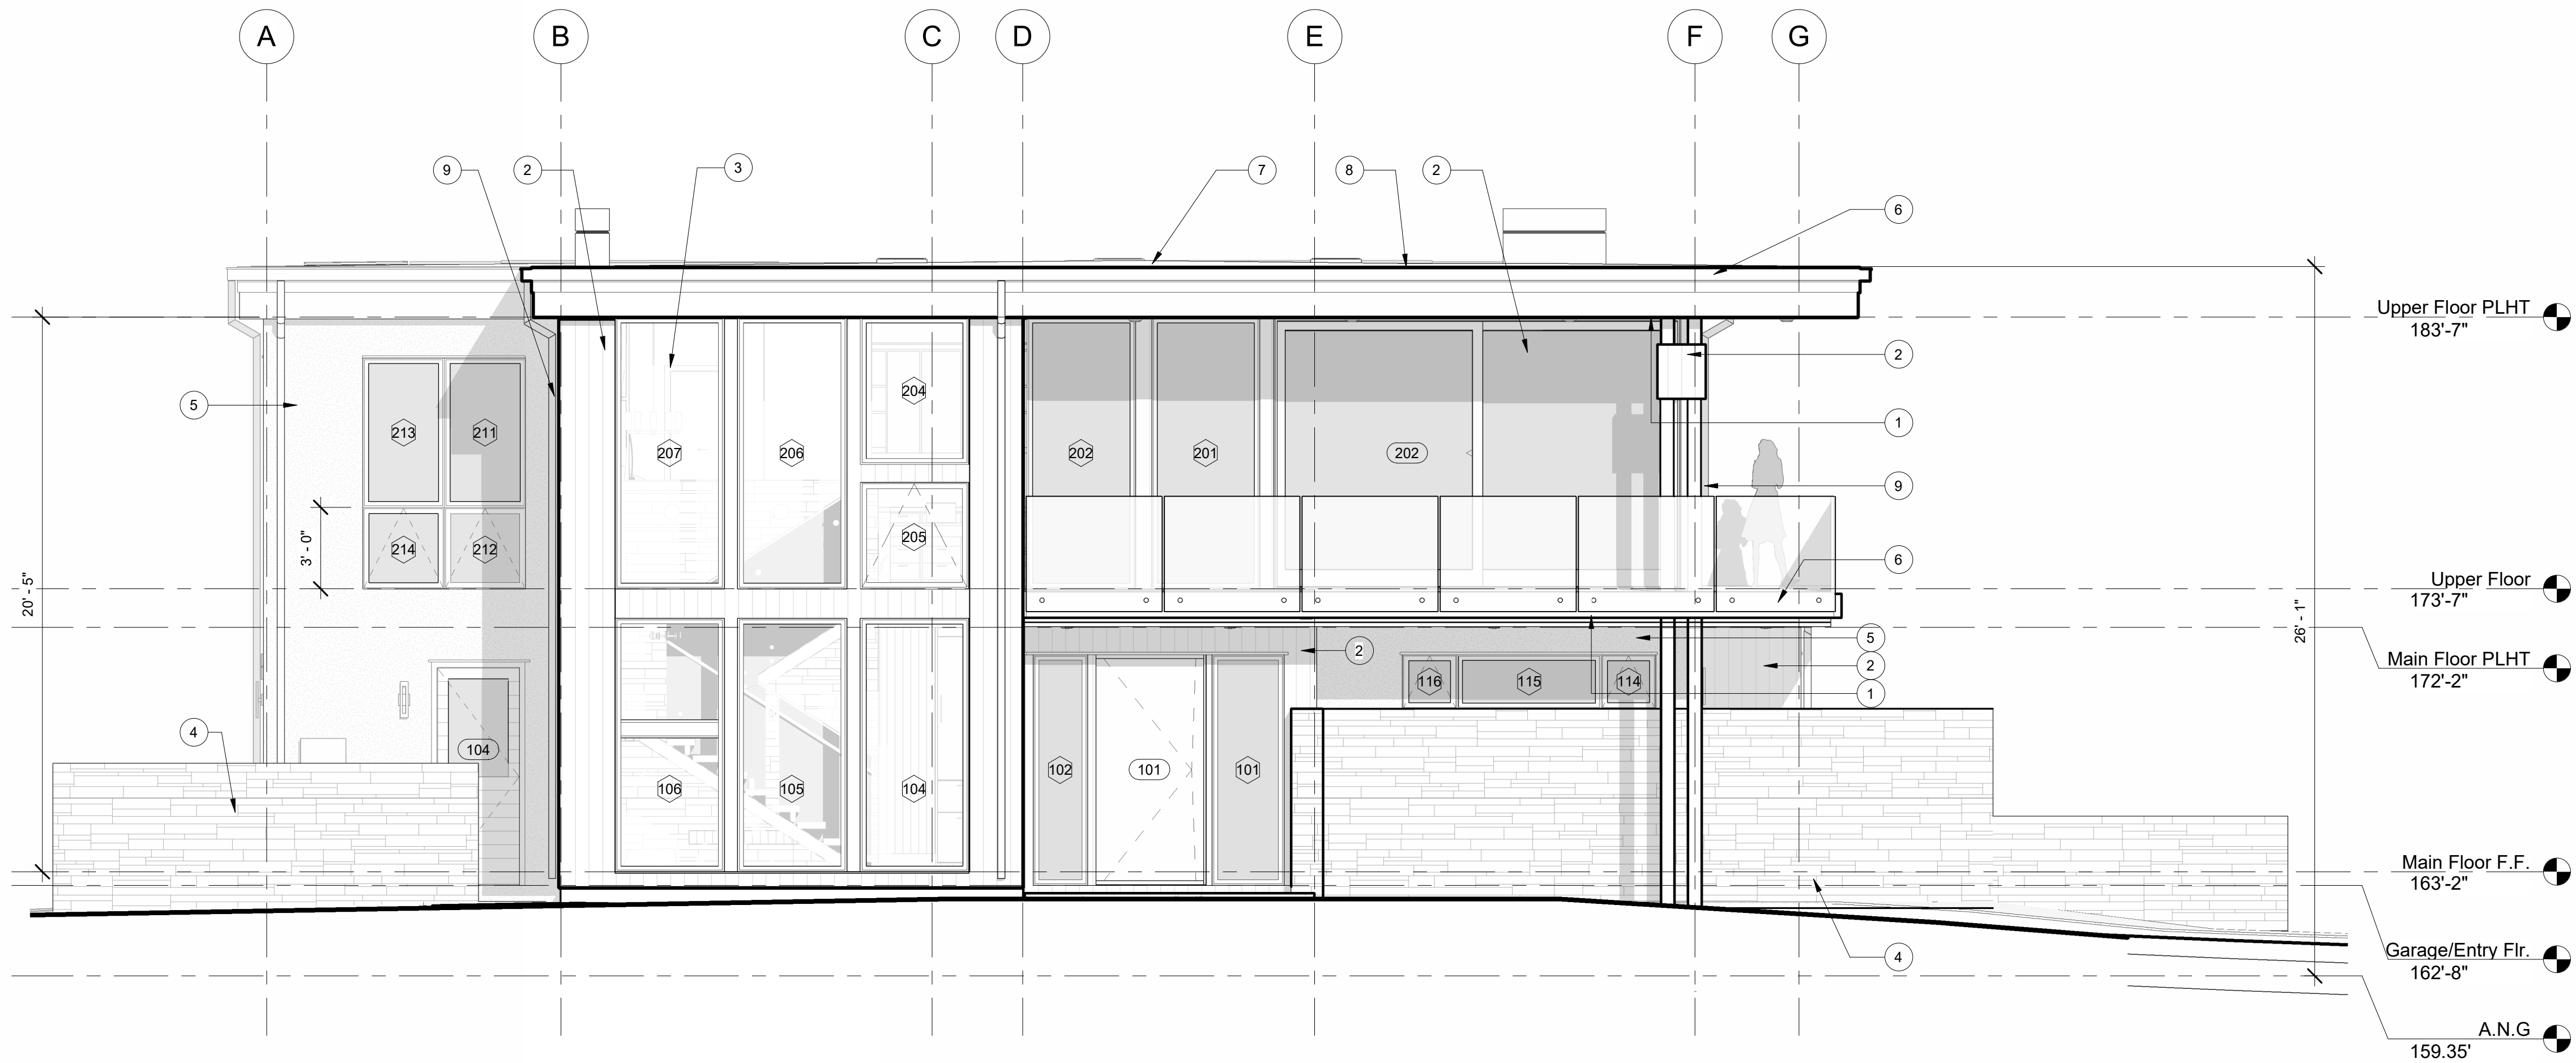 A B C D E F G
9 2 3 7 8 2
6
Upper Floor PLHT
183'-7"
2
204
5
1
213 211
207 206 202 201 202
9
205
214 212
3' - 0"
6
Upper Floor
173'-7"
20' - 5"
26' - 1"
5
2
2
Main Floor PLHT
172'-2"
116 115 114
1
4
104
102 101 101
106 105 104
4
Main Floor F.F.
163'-2"
Garage/Entry Flr.
162'-8"
A.N.G
159.35'